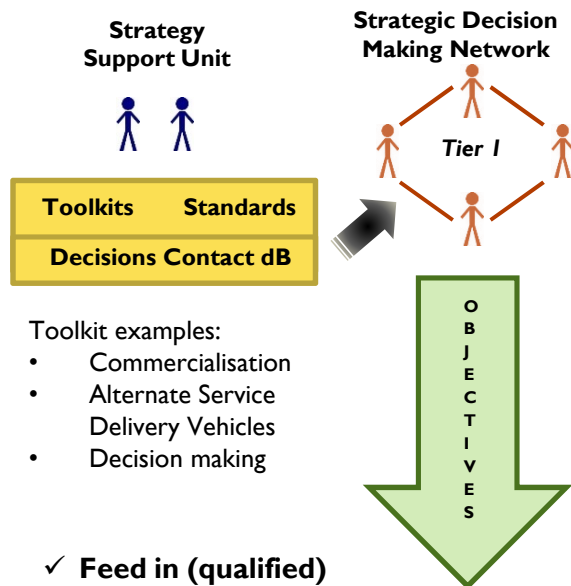 Strategy
Support Unit
Strategic Decision
Making Network
Tier 1
Toolkits Standards
Decisions Contact dB
Toolkit examples:
• Commercialisation
• Alternate Service
Delivery Vehicles
• Decision making
OBJECTIVES
✓ Feed in (qualified)